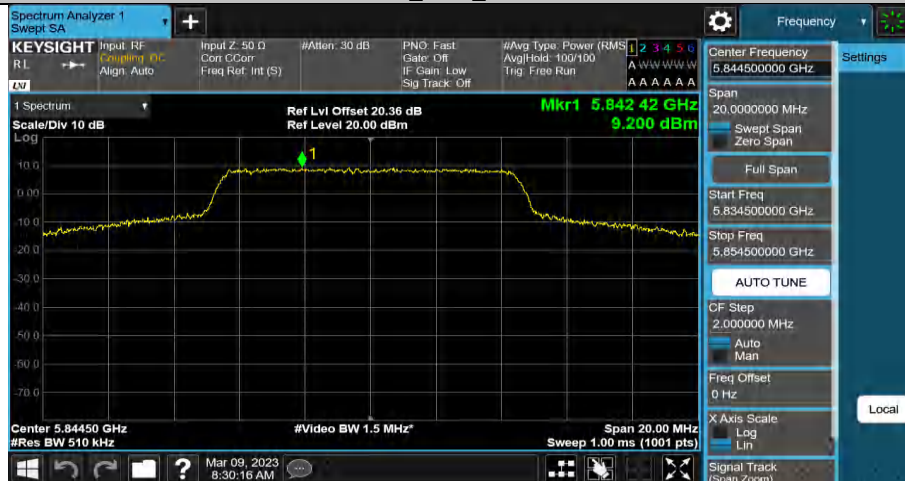 Spectrum Analyzer 1
Swept SA
Frequency
KEYSIGHT
RL
LXI
Input: RF
Coupling: DC
Align: Auto
Input Z: 50 Ω
Corr CCorr
Freq Ref: Int (S)
#Atten: 30 dB
PNO: Fast
Gate: Off
IF Gain: Low
Sig Track: Off
#Avg Type: Power (RMS
Avg|Hold: 100/100
Trig: Free Run
1 2 3 4 5 6
A W W W W W
A A A A A A
Center Frequency
5.844500000 GHz
Settings
Span
20.0000000 MHz
Swept Span
Zero Span
Full Span
Start Freq
5.834500000 GHz
Stop Freq
5.854500000 GHz
AUTO TUNE
CF Step
2.000000 MHz
Auto
Man
Freq Offset
0 Hz
X Axis Scale
Log
Lin
Signal Track
(Span Zoom)
Local
1 Spectrum
Scale/Div 10 dB
Log
Ref Lvl Offset 20.36 dB
Ref Level 20.00 dBm
Mkr1 5.842 42 GHz
9.200 dBm
1
10.0
0.00
-10.0
-20.0
-30.0
-40.0
-50.0
-60.0
-70.0
Center 5.84450 GHz
#Res BW 510 kHz
#Video BW 1.5 MHz*
Span 20.00 MHz
Sweep 1.00 ms (1001 pts)
?
Mar 09, 2023
8:30:16 AM